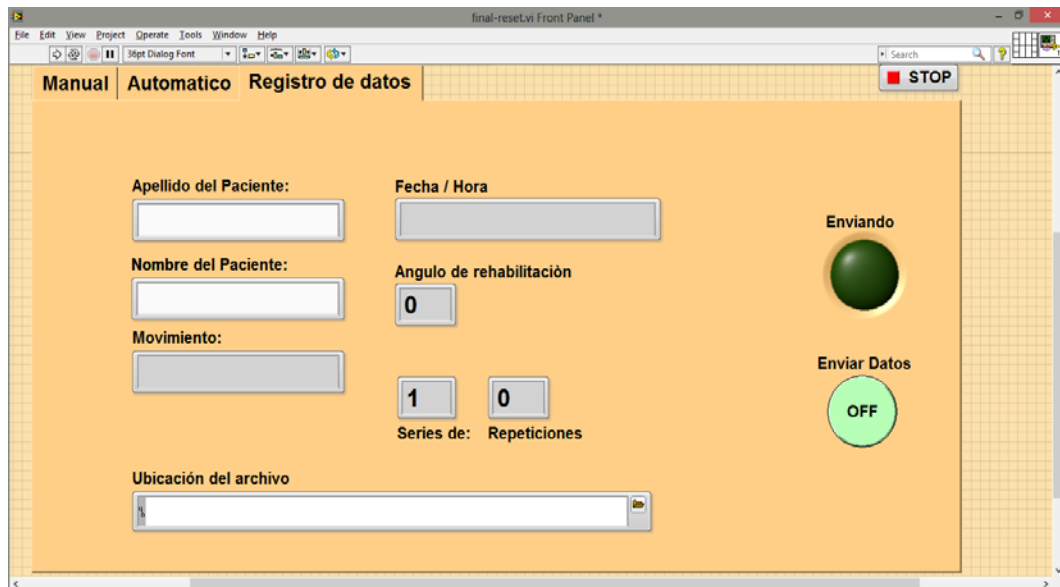 final-reset.vi Front Panel *
File Edit View Project Operate Tools Window Help
36pt Dialog Font
Search
Manual Automatico Registro de datos
STOP
Apellido del Paciente:
Fecha / Hora
Enviando
Nombre del Paciente:
Angulo de rehabilitaciòn
0
Movimiento:
Enviar Datos
OFF
1 0
Series de: Repeticiones
Ubicación del archivo